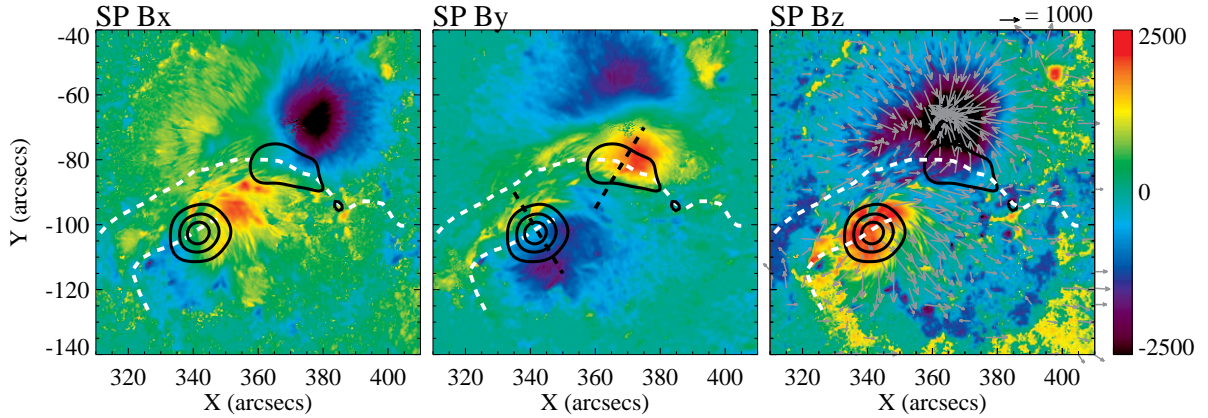 SP Bx SP By SP Bz = 1000
-40 2500
-60
-80
Y (arcsecs) 0
-100
-120
-140 -2500
320 340 360 380 400 320 340 360 380 400 320 340 360 380 400
X (arcsecs) X (arcsecs) X (arcsecs)